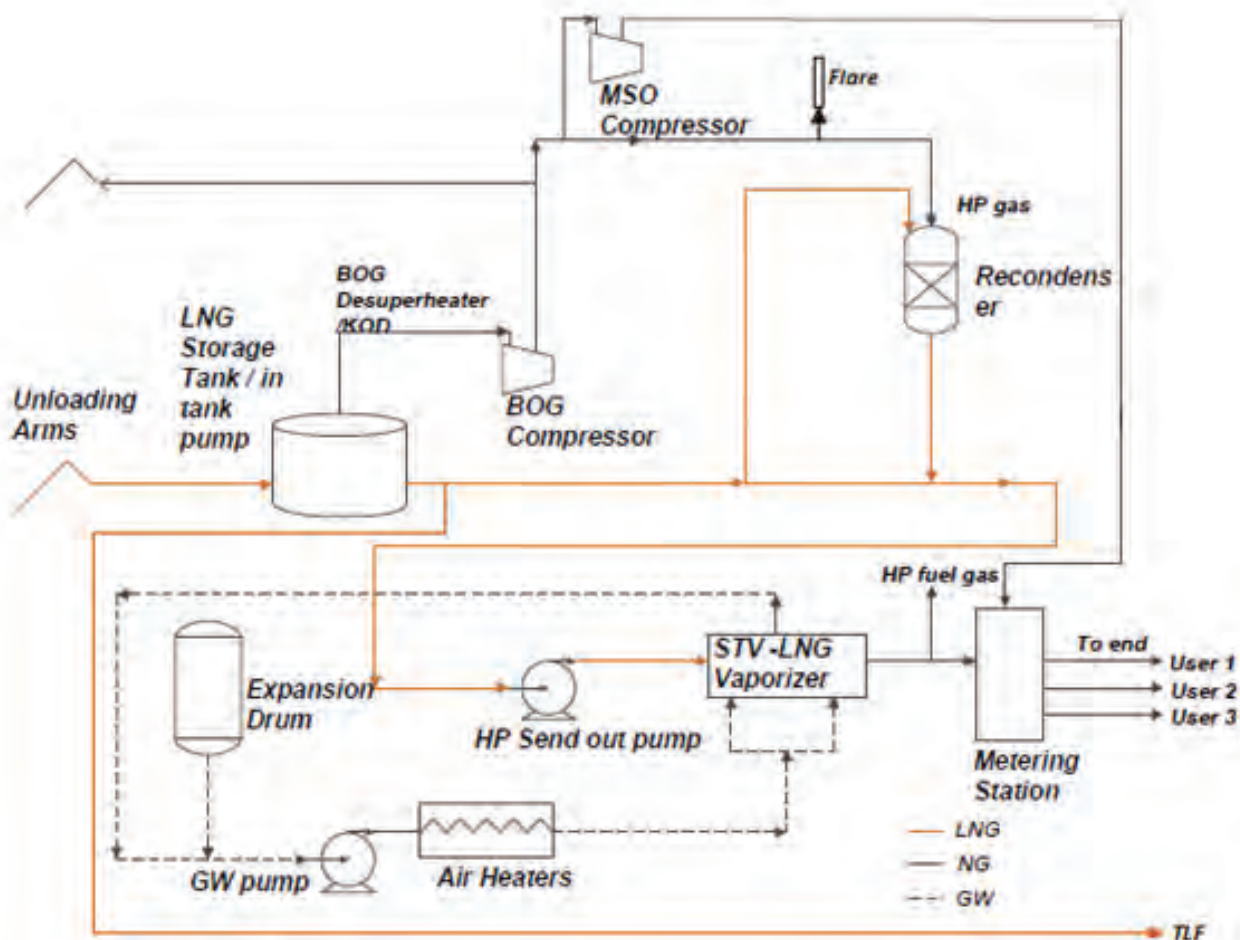 MSO
Compressor
Flare
HP gas
Recondens
er
BOG
Desuperheater
/KOD
LNG
Storage
Tank / in
tank
pump
BOG
Compressor
Unloading
Arms
HP fuel gas
STV -LNG
Vaporizer
To end
User 1
User 2
User 3
Expansion
Drum
HP Send out pump
Metering
Station
GW pump
Air Heaters
LNG
NG
GW
TLF